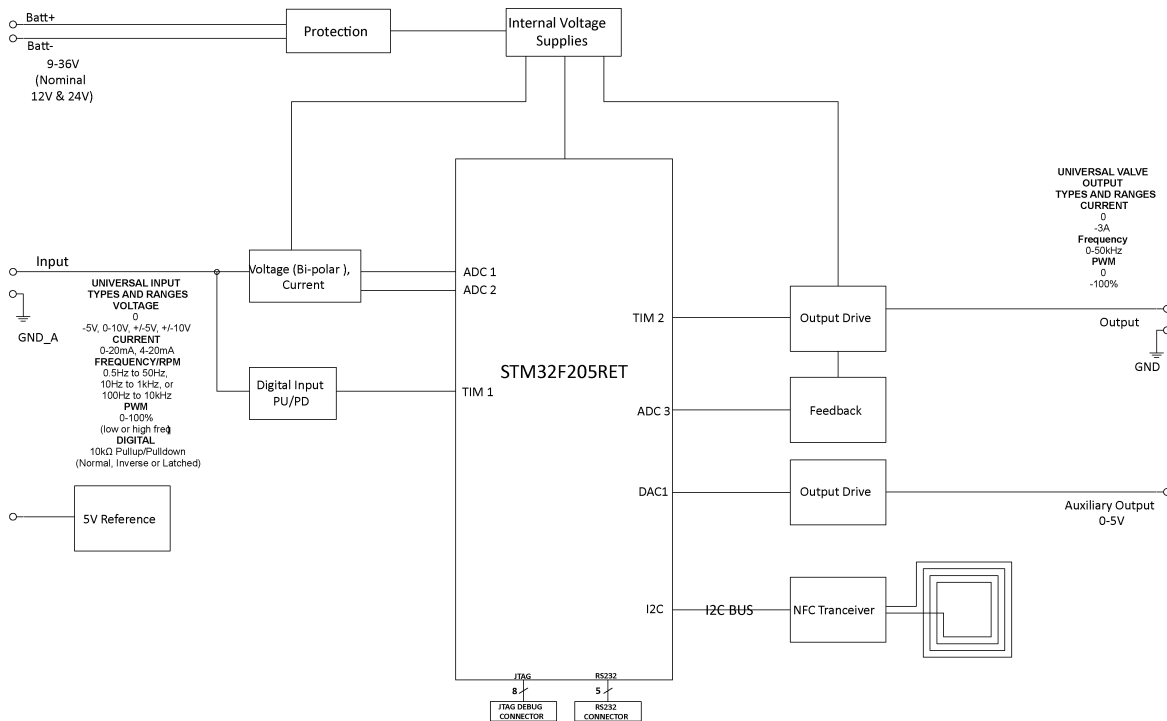 Batt+
Batt-
9-36V
(Nominal
12V & 24V)
Protection
Internal Voltage
Supplies
Input
GND_A
UNIVERSAL INPUT
TYPES AND RANGES
VOLTAGE
0
-5V, 0-10V, +/-5V, +/-10V
CURRENT
0-20mA, 4-20mA
FREQUENCY/RPM
0.5Hz to 50Hz,
10Hz to 1kHz, or
100Hz to 10kHz
PWM
0-100%
(low or high freq)
DIGITAL
10kΩ Pullup/Pulldown
(Normal, Inverse or Latched)
5V Reference
Voltage (Bi-polar ),
Current
Digital Input
PU/PD
ADC 1
ADC 2
TIM 1
STM32F205RET
TIM 2
ADC 3
DAC1
I2C
JTAG
RS232
8
5
JTAG DEBUG
CONNECTOR
RS232
CONNECTOR
Output Drive
Feedback
Output Drive
I2C BUS
NFC Tranceiver
UNIVERSAL VALVE
OUTPUT
TYPES AND RANGES
CURRENT
0
-3A
Frequency
0-50kHz
PWM
0
-100%
Output
GND
Auxiliary Output
0-5V